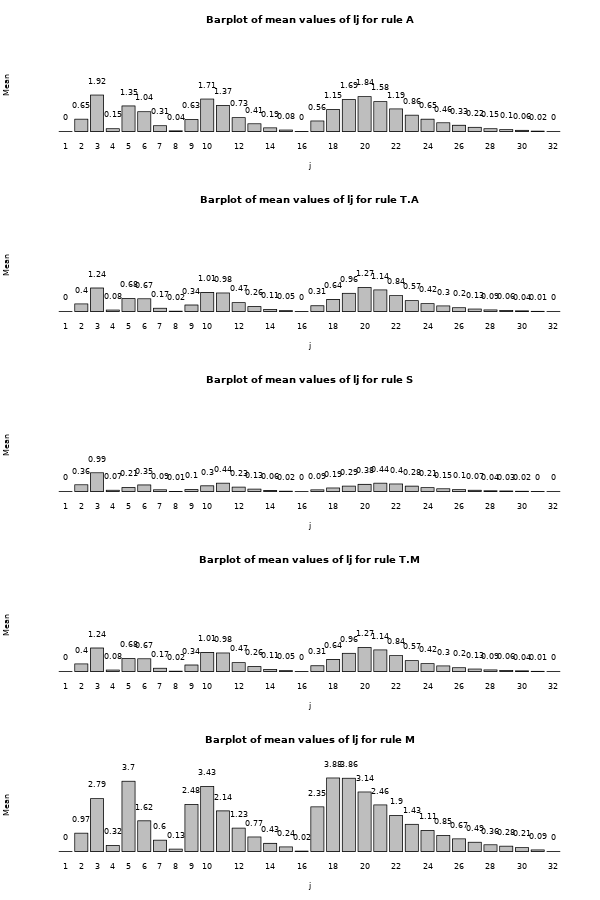 Barplot of mean values of lj for rule A
Mean
0 0.65 1.92 0.15 1.35 1.04 0.31 0.04 0.63 1.71 1.37 0.73 0.41 0.19 0.08 0 0.56 1.15 1.69 1.84 1.58 1.19 0.86 0.65 0.46 0.33 0.22 0.15 0.1 0.06 0.02 0
1 2 3 4 5 6 7 8 9 10 12 14 16 18 20 22 24 26 28 30 32
j
Barplot of mean values of lj for rule T.A
Mean
0 0.4 1.24 0.08 0.68 0.67 0.17 0.02 0.34 1.01 0.98 0.47 0.26 0.11 0.05 0 0.31 0.64 0.96 1.27 1.14 0.84 0.57 0.42 0.3 0.2 0.13 0.09 0.06 0.04 0.01 0
1 2 3 4 5 6 7 8 9 10 12 14 16 18 20 22 24 26 28 30 32
j
Barplot of mean values of lj for rule S
Mean
0 0.36 0.99 0.07 0.21 0.35 0.09 0.01 0.1 0.3 0.44 0.23 0.13 0.06 0.02 0 0.09 0.19 0.29 0.38 0.44 0.4 0.28 0.21 0.15 0.1 0.07 0.04 0.03 0.02 0 0
1 2 3 4 5 6 7 8 9 10 12 14 16 18 20 22 24 26 28 30 32
j
Barplot of mean values of lj for rule T.M
Mean
0 0.4 1.24 0.08 0.68 0.67 0.17 0.02 0.34 1.01 0.98 0.47 0.26 0.11 0.05 0 0.31 0.64 0.96 1.27 1.14 0.84 0.57 0.42 0.3 0.2 0.13 0.09 0.06 0.04 0.01 0
1 2 3 4 5 6 7 8 9 10 12 14 16 18 20 22 24 26 28 30 32
j
Barplot of mean values of lj for rule M
Mean
0 0.97 2.79 0.32 3.7 1.62 0.6 0.13 2.48 3.43 2.14 1.23 0.77 0.43 0.24 0.02 2.35 3.88 3.86 3.14 2.46 1.9 1.43 1.11 0.85 0.67 0.49 0.36 0.28 0.21 0.09 0
1 2 3 4 5 6 7 8 9 10 12 14 16 18 20 22 24 26 28 30 32
j